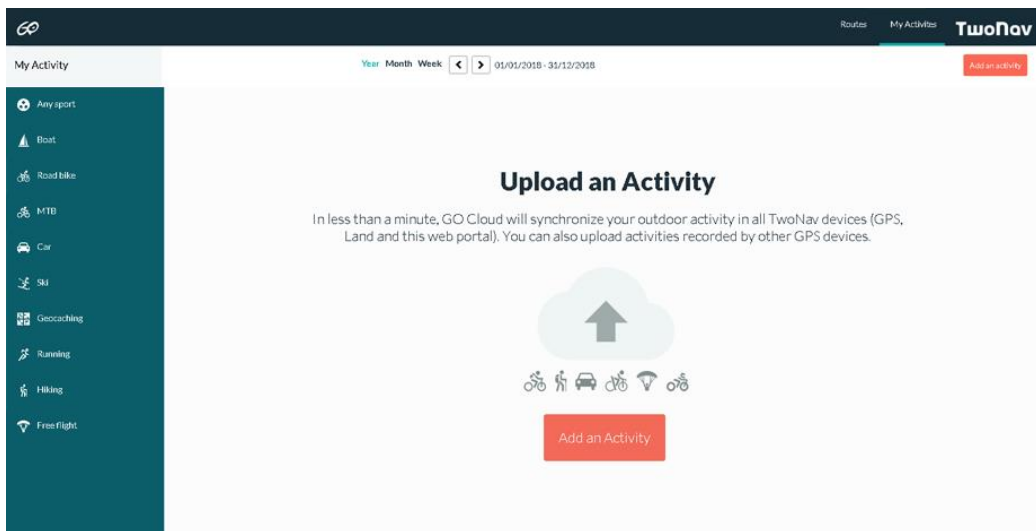 GO
Routes
My Activites
TwoNav
My Activity
Year Month Week 01/01/2018 - 31/12/2018
Add an activity
Any sport
Boat
Road bike
MTB
Car
Ski
Geocaching
Running
Hiking
Free flight
Upload an Activity
In less than a minute, GO Cloud will synchronize your outdoor activity in all TwoNav devices (GPS,
Land and this web portal). You can also upload activities recorded by other GPS devices.
Add an Activity